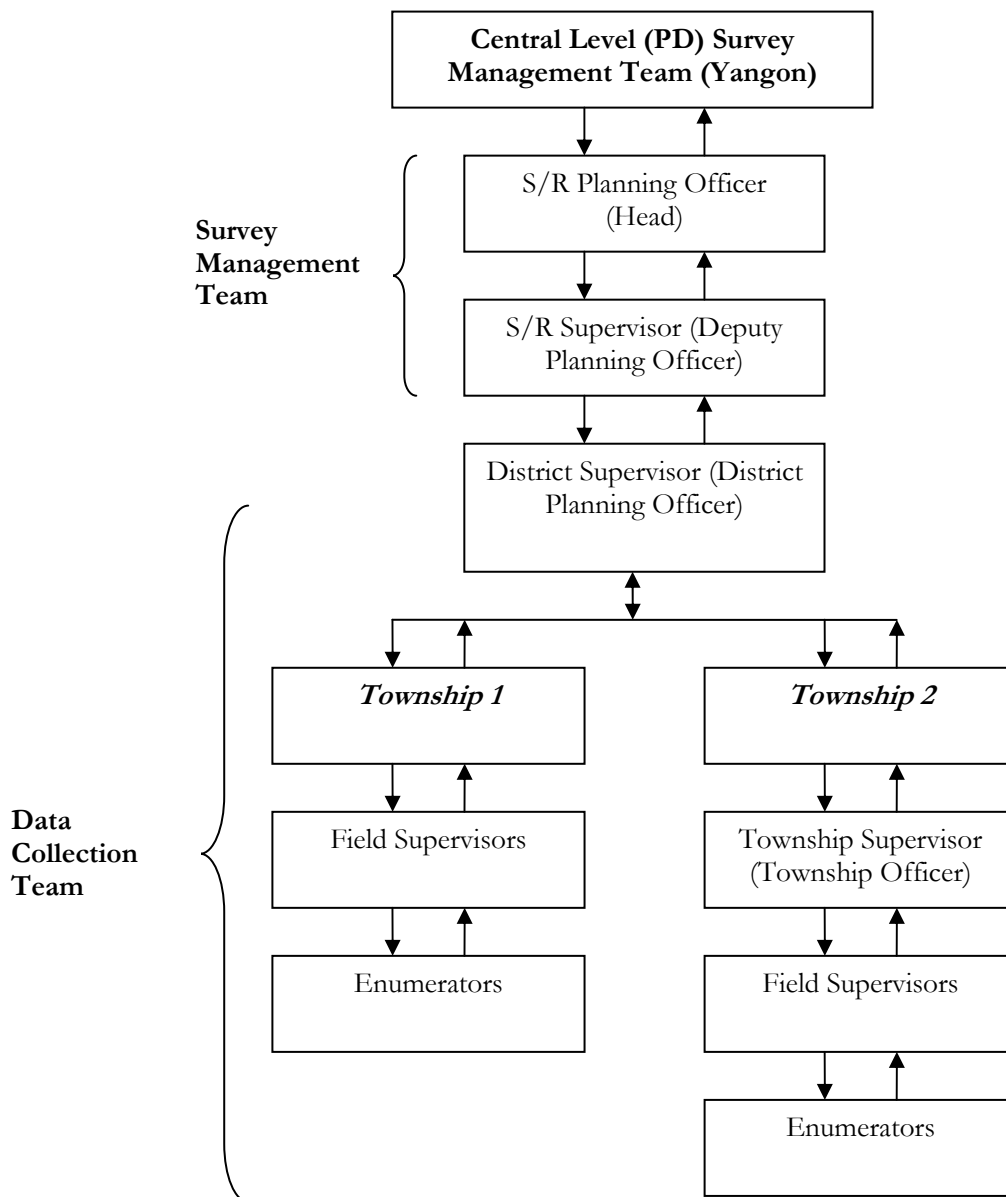 Central Level (PD) Survey
Management Team (Yangon)
S/R Planning Officer
(Head)
Survey
Management
Team
S/R Supervisor (Deputy
Planning Officer)
District Supervisor (District
Planning Officer)
Township 1
Township 2
Data
Collection
Team
Field Supervisors
Township Supervisor
(Township Officer)
Enumerators
Field Supervisors
Enumerators